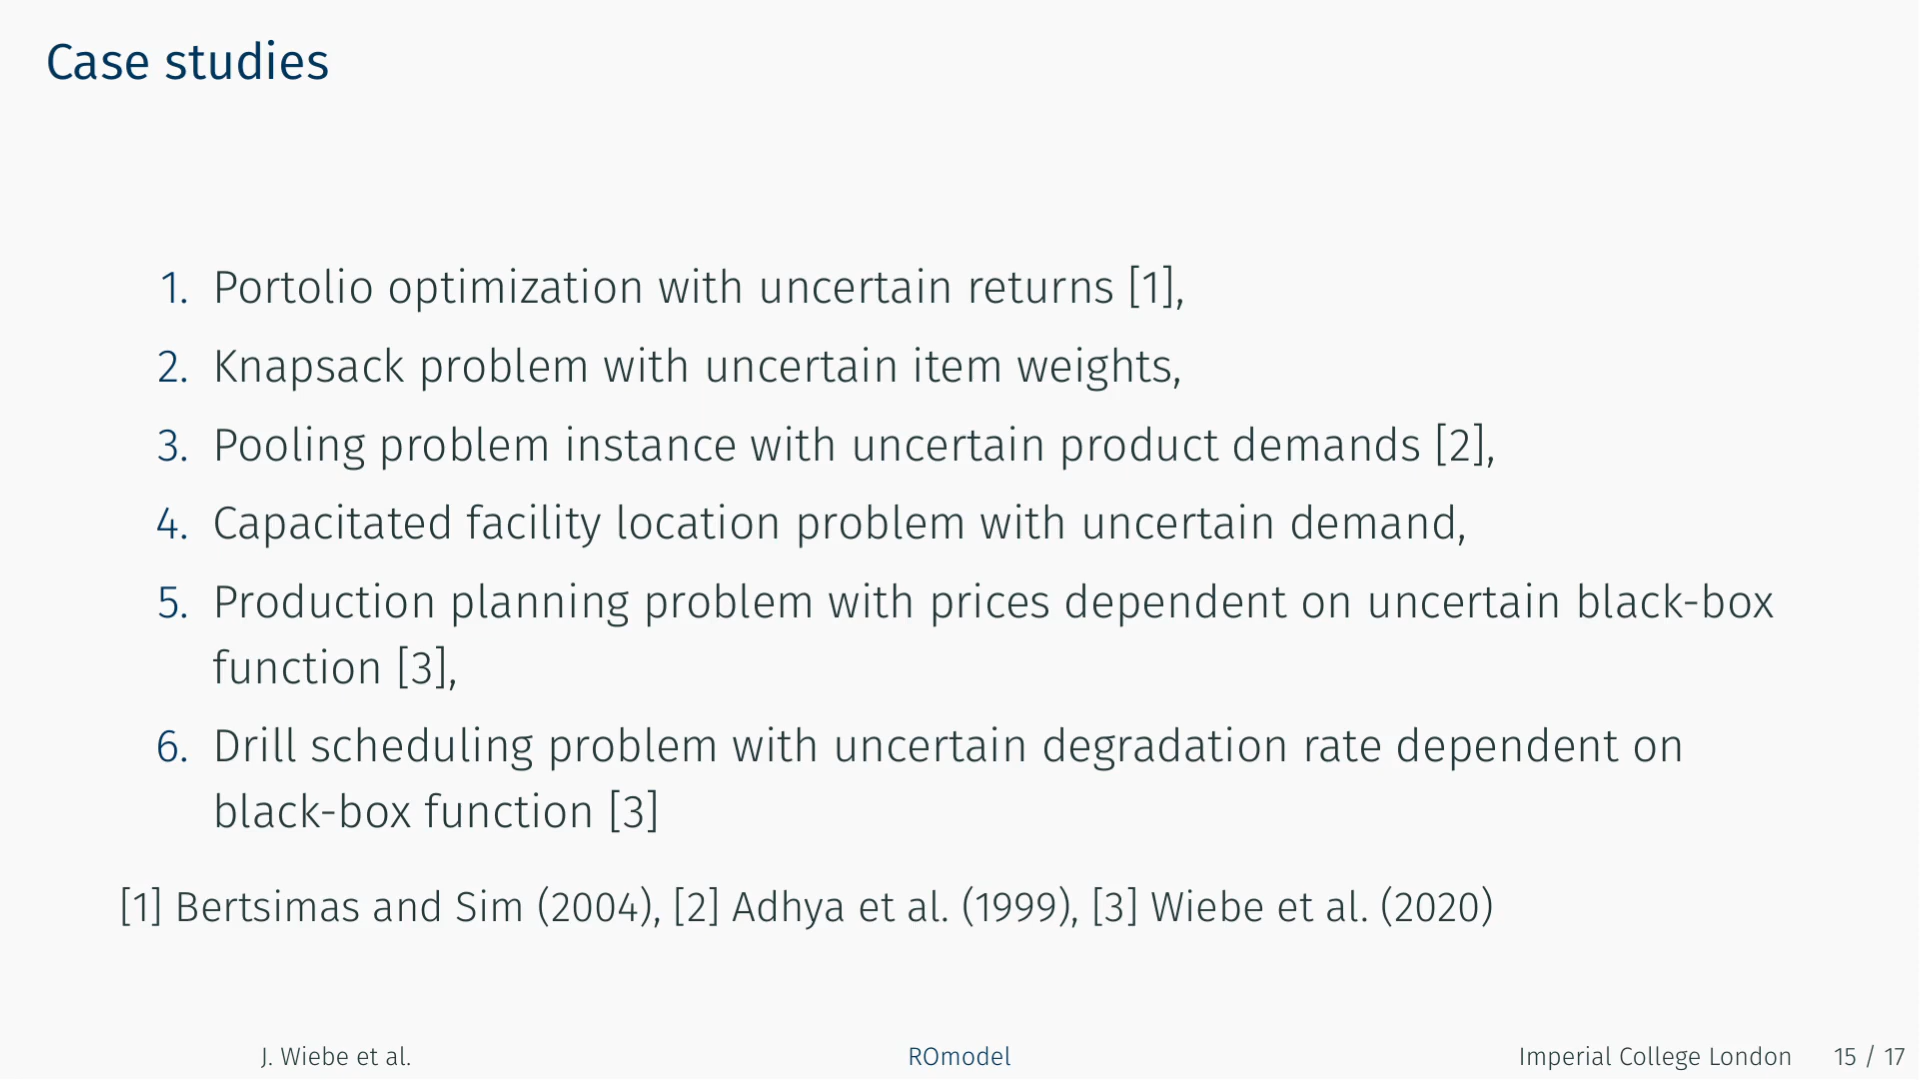 Case studies
1. Portolio optimization with uncertain returns [1],
2. Knapsack problem with uncertain item weights,
3. Pooling problem instance with uncertain product demands [2],
4. Capacitated facility location problem with uncertain demand,
5. Production planning problem with prices dependent on uncertain black-box
function [3],
6. Drill scheduling problem with uncertain degradation rate dependent on
black-box function [3]
[1] Bertsimas and Sim (2004), [2] Adhya et al. (1999), [3] Wiebe et al. (2020)
J. Wiebe et al. ROmodel Imperial College London 15 / 17